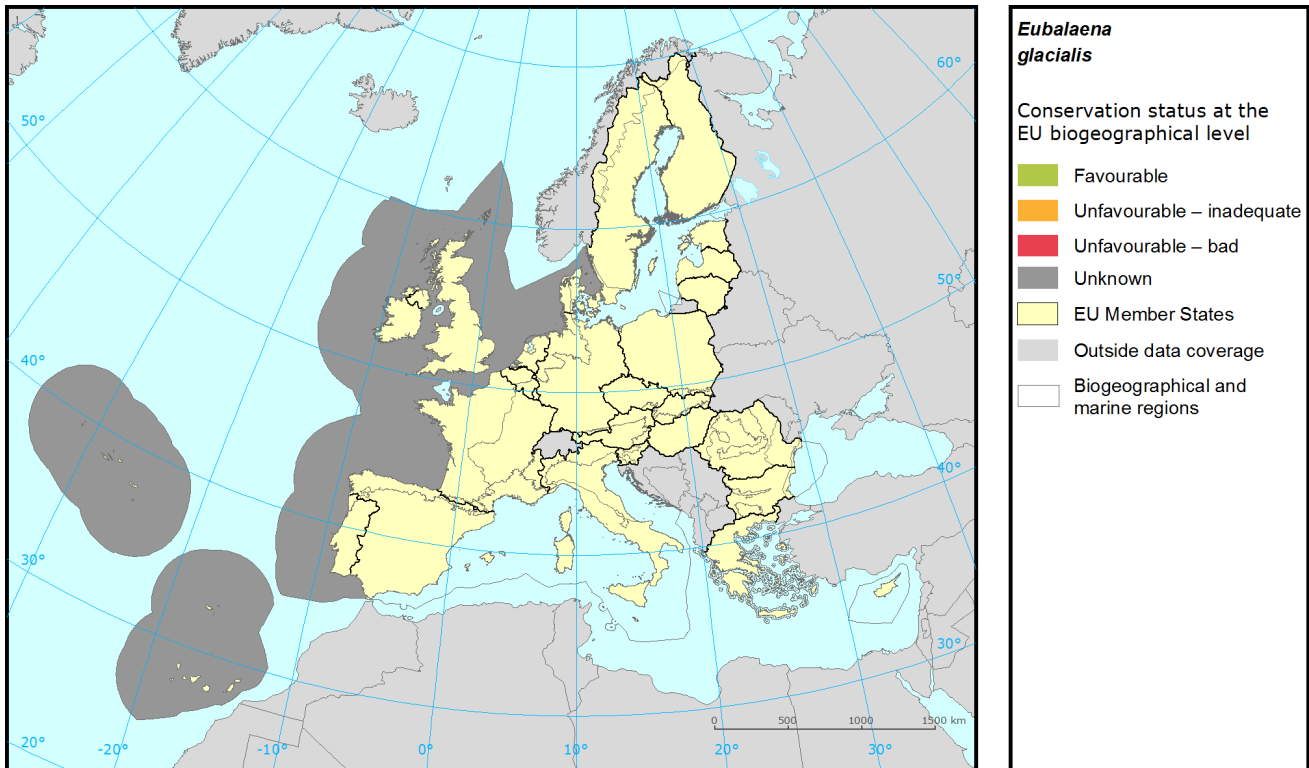 60°
50°
50°
40°
40°
30°
30°
20°
-20°
-10°
0°
10°
20°
30°
0 500 1000 1500 km
Eubalaena
glacialis
Conservation status at the
EU biogeographical level
Favourable
Unfavourable – inadequate
Unfavourable – bad
Unknown
EU Member States
Outside data coverage
Biogeographical and
marine regions